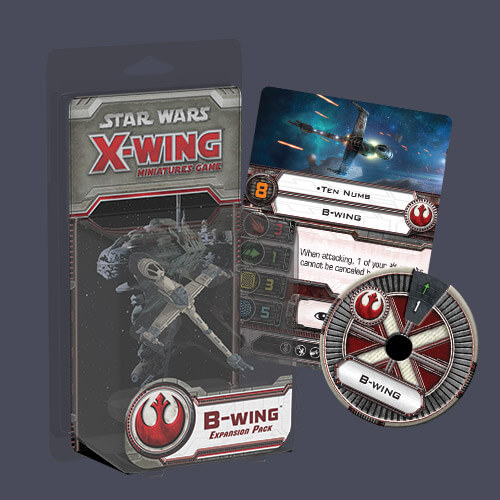 STAR WARS
X-WING
MINIATURES GAME
B-WING™
EXPANSION PACK
8
•TEN NUMB
B-WING
3
1
3
5
When attacking, 1 of your
cannot be canceled
1
B-WING